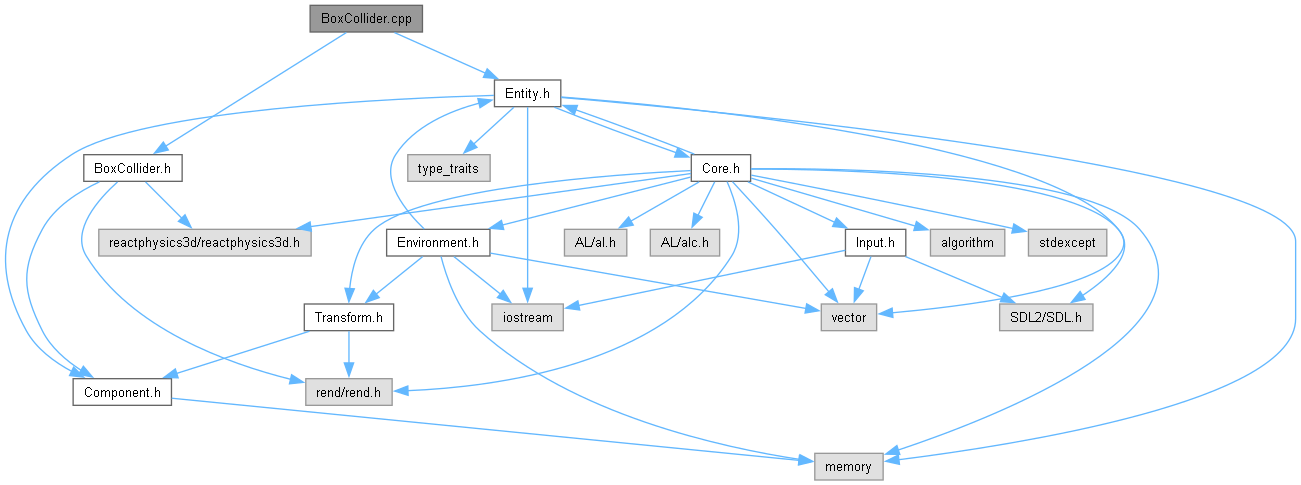 BoxCollider.cpp
Entity.h
BoxCollider.h
type_traits
Core.h
reactphysics3d/reactphysics3d.h
Environment.h
AL/al.h
AL/alc.h
Input.h
algorithm
stdexcept
Transform.h
iostream
vector
SDL2/SDL.h
Component.h
rend/rend.h
memory